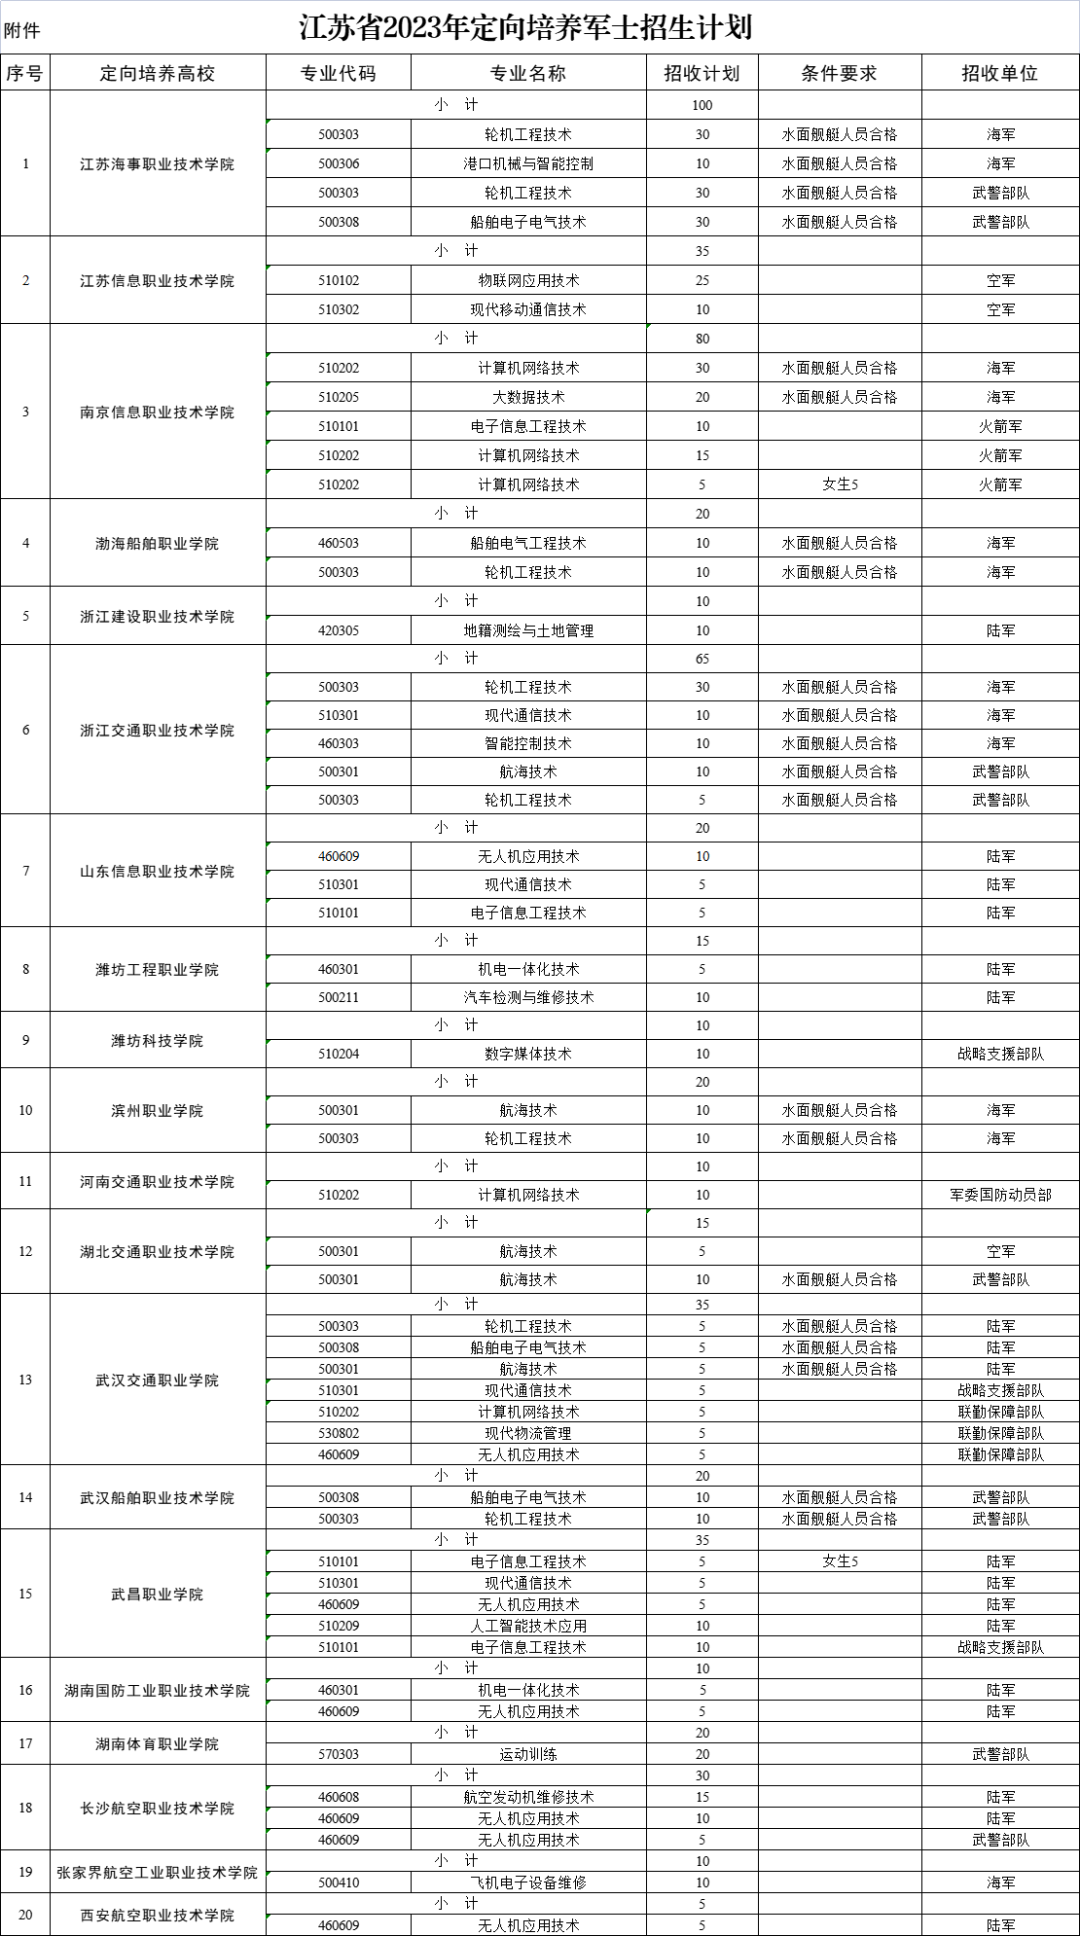 江苏省2023年定向培养军士招生计划
附件
序号 定向培养高校 专业代码 专业名称 招收计划 条件要求 招收单位
小 计 100
500303 轮机工程技术 30 水面舰艇人员合格 海军
1 江苏海事职业技术学院 500306 港口机械与智能控制 10 水面舰艇人员合格 海军
500303 轮机工程技术 30 水面舰艇人员合格 武警部队
500308 船舶电子电气技术 30 水面舰艇人员合格 武警部队
小 计 35
2 江苏信息职业技术学院 510102 物联网应用技术 25 空军
510302 现代移动通信技术 10 空军
小 计 80
510202 计算机网络技术 30 水面舰艇人员合格 海军
510205 大数据技术 20 水面舰艇人员合格 海军
3 南京信息职业技术学院 510101 电子信息工程技术 10 火箭军
510202 计算机网络技术 15 火箭军
510202 计算机网络技术 5 女生5 火箭军
小 计 20
4 渤海船舶职业学院 460503 船舶电气工程技术 10 水面舰艇人员合格 海军
500303 轮机工程技术 10 水面舰艇人员合格 海军
小 计 10
5 浙江建设职业技术学院 420305 地籍测绘与土地管理 10 陆军
小 计 65
500303 轮机工程技术 30 水面舰艇人员合格 海军
510301 现代通信技术 10 水面舰艇人员合格 海军
6 浙江交通职业技术学院 460303 智能控制技术 10 水面舰艇人员合格 海军
500301 航海技术 10 水面舰艇人员合格 武警部队
500303 轮机工程技术 5 水面舰艇人员合格 武警部队
小 计 20
460609 无人机应用技术 10 陆军
7 山东信息职业技术学院 510301 现代通信技术 5 陆军
510101 电子信息工程技术 5 陆军
小 计 15
8 潍坊工程职业学院 460301 机电一体化技术 5 陆军
500211 汽车检测与维修技术 10 陆军
小 计 10
9 潍坊科技学院 510204 数字媒体技术 10 战略支援部队
小 计 20
10 滨州职业学院 500301 航海技术 10 水面舰艇人员合格 海军
500303 轮机工程技术 10 水面舰艇人员合格 海军
小 计 10
11 河南交通职业技术学院 510202 计算机网络技术 10 军委国防动员部
小 计 15
12 湖北交通职业技术学院 500301 航海技术 5 空军
500301 航海技术 10 水面舰艇人员合格 武警部队
小 计 35
500303 轮机工程技术 5 水面舰艇人员合格 陆军
500308 船舶电子电气技术 5 水面舰艇人员合格 陆军
500301 航海技术 5 水面舰艇人员合格 陆军
13 武汉交通职业学院 510301 现代通信技术 5 战略支援部队
510202 计算机网络技术 5 联勤保障部队
530802 现代物流管理 5 联勤保障部队
460609 无人机应用技术 5 联勤保障部队
小 计 20
14 武汉船舶职业技术学院 500308 船舶电子电气技术 10 水面舰艇人员合格 武警部队
500303 轮机工程技术 10 水面舰艇人员合格 武警部队
小 计 35
510101 电子信息工程技术 5 女生5 陆军
510301 现代通信技术 5 陆军
15 武昌职业学院 460609 无人机应用技术 5 陆军
510209 人工智能技术应用 10 陆军
510101 电子信息工程技术 10 战略支援部队
小 计 10
16 湖南国防工业职业技术学院 460301 机电一体化技术 5 陆军
460609 无人机应用技术 5 陆军
小 计 20
17 湖南体育职业学院 570303 运动训练 20 武警部队
小 计 30
460608 航空发动机维修技术 15 陆军
18 长沙航空职业技术学院 460609 无人机应用技术 10 陆军
460609 无人机应用技术 5 武警部队
小 计 10
19 张家界航空工业职业技术学院 500410 飞机电子设备维修 10 海军
小 计 5
20 西安航空职业技术学院 460609 无人机应用技术 5 陆军